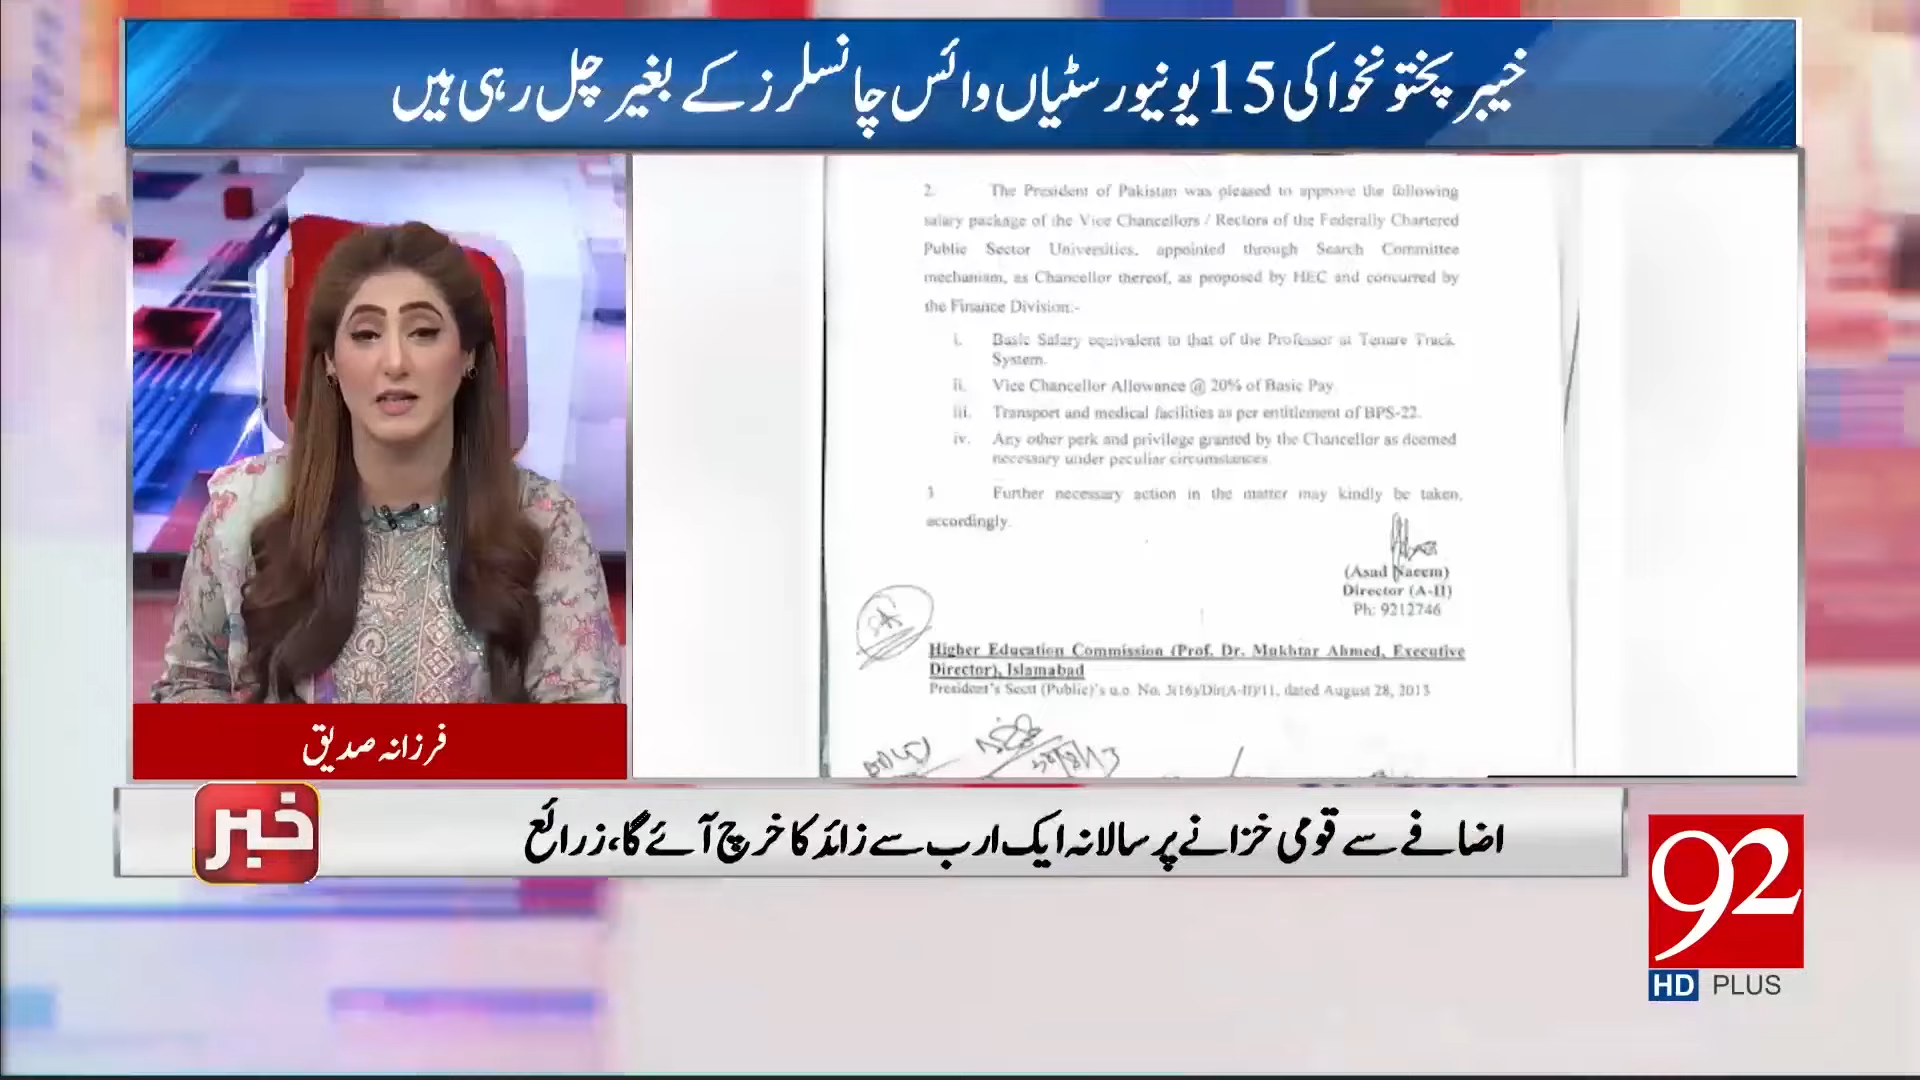 خیبر پختونخوا کی 15 یونیورسٹیاں وائس چانسلرز کے بغیر چل رہی ہیں
2. The President of Pakistan was pleased to approve the following
salary package of the Vice Chancellors / Rectors of the Federally Chartered
Public Sector Universities, appointed through Search Committee
mechanism, as Chancellor thereof, as proposed by HEC and concurred by
the Finance Division:-
i. Basic Salary equivalent to that of the Professor at Tenure Track
System.
ii. Vice Chancellor Allowance @ 20% of Basic Pay
iii. Transport and medical facilities as per entitlement of BPS-22.
iv. Any other perk and privilege granted by the Chancellor as deemed
necessary under peculiar circumstances.
3 Further necessary action in the matter may kindly be taken,
accordingly.
(Asad Naeem)
Director (A-II)
Ph: 9212746
Higher Education Commission (Prof. Dr. Mukhtar Ahmed, Executive
Director), Islamabad
President's Sectt (Public)'s u.o. No. 3(16)/Dir(A-II)/11, dated August 28, 2013
فرزانہ صدیق
خبر
اضافے سے قومی خزانے پر سالانہ ایک ارب سے زائد کا خرچ آئے گا، زرائع
92
HD PLUS